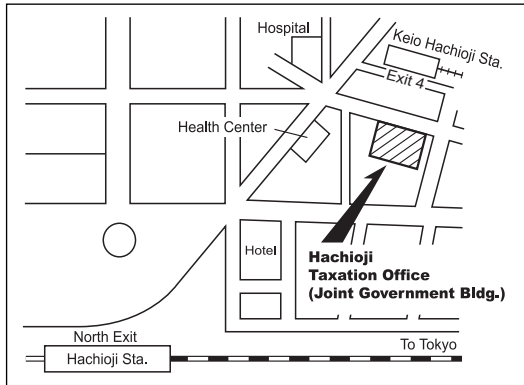 Hospital
Keio Hachioji Sta.
Exit 4
Health Center
Hotel
Hachioji
Taxation Office
(Joint Government Bldg.)
North Exit
To Tokyo
Hachioji Sta.